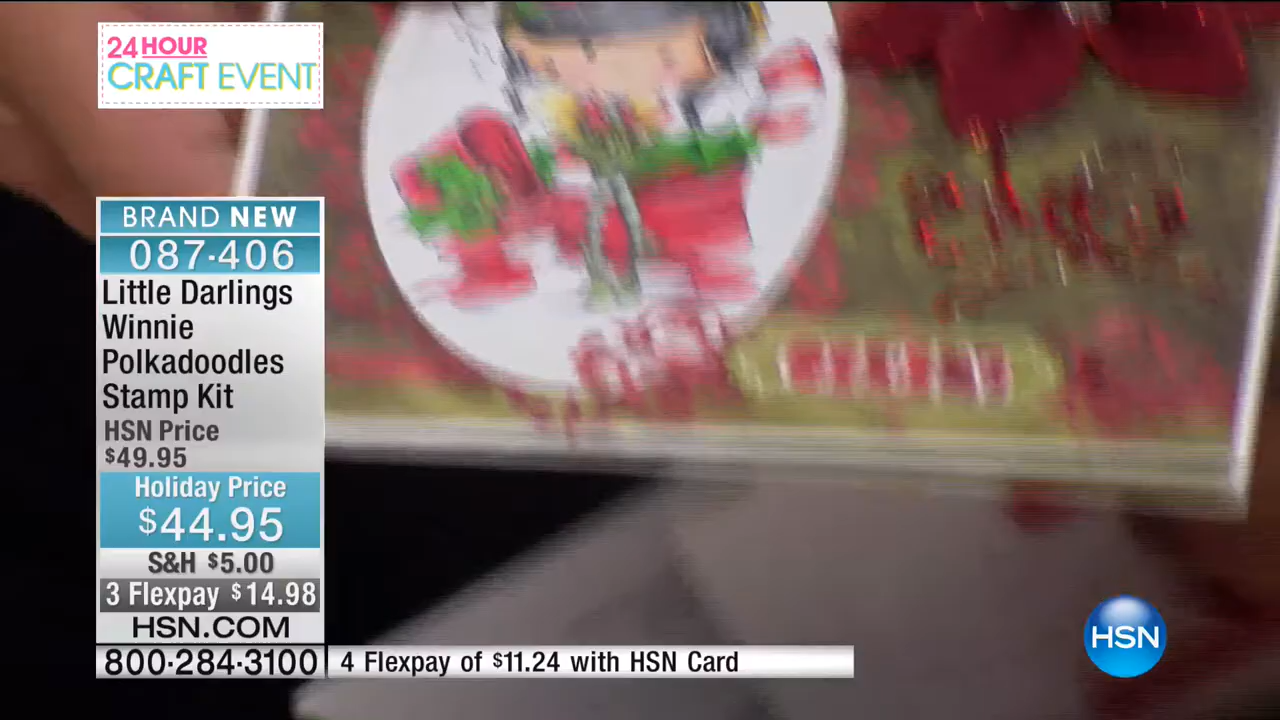 24 HOUR
CRAFT EVENT
BRAND NEW
087·406
Little Darlings
Winnie
Polkadoodles
Stamp Kit
HSN Price
$49.95
Holiday Price
$44.95
S&H $5.00
3 Flexpay $14.98
HSN.COM
800·284·3100
4 Flexpay of $11.24 with HSN Card
HSN